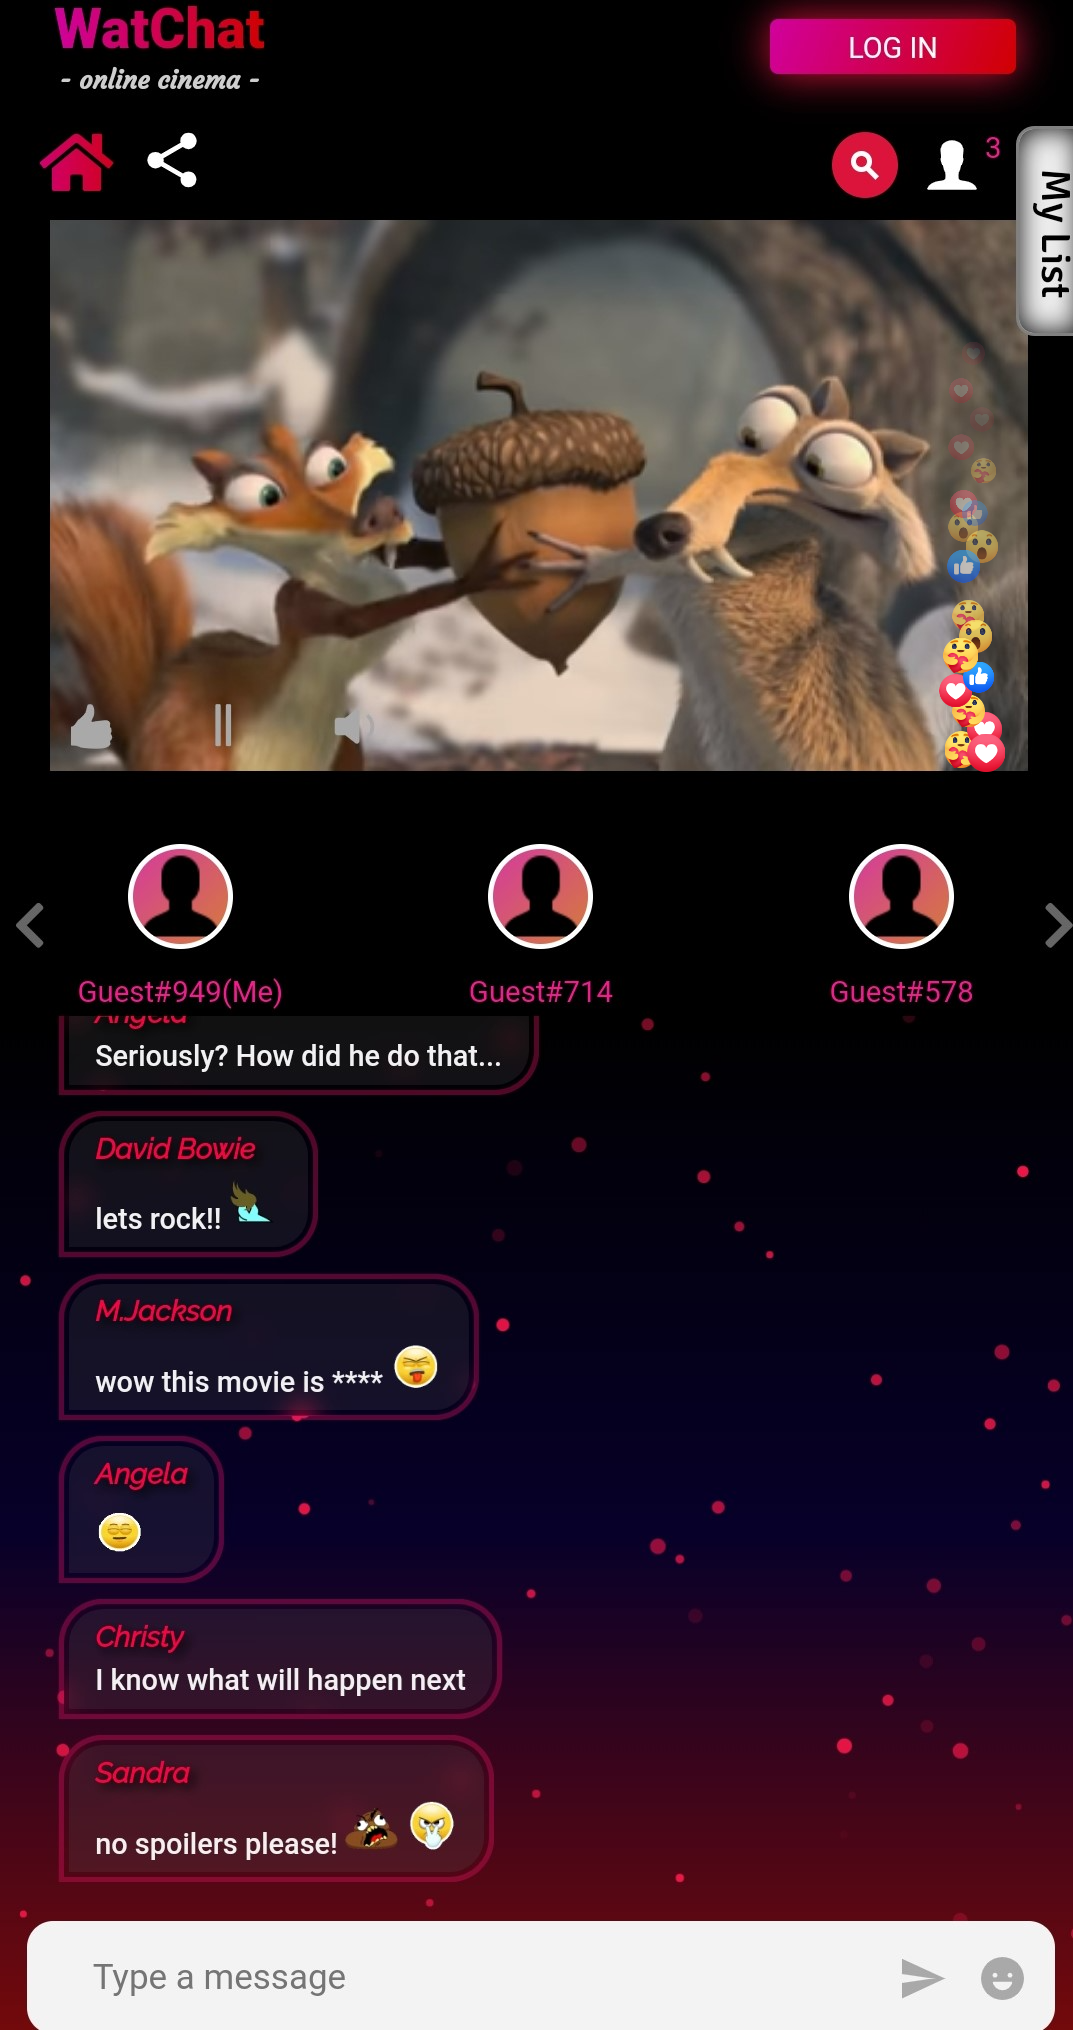 WatChat
- online cinema -
LOG IN
3
My List
Guest#949(Me)
Guest#714
Guest#578
Angela
Seriously? How did he do that...
David Bowie
lets rock!!
M.Jackson
wow this movie is ****
Angela
Christy
I know what will happen next
Sandra
no spoilers please!
Type a message